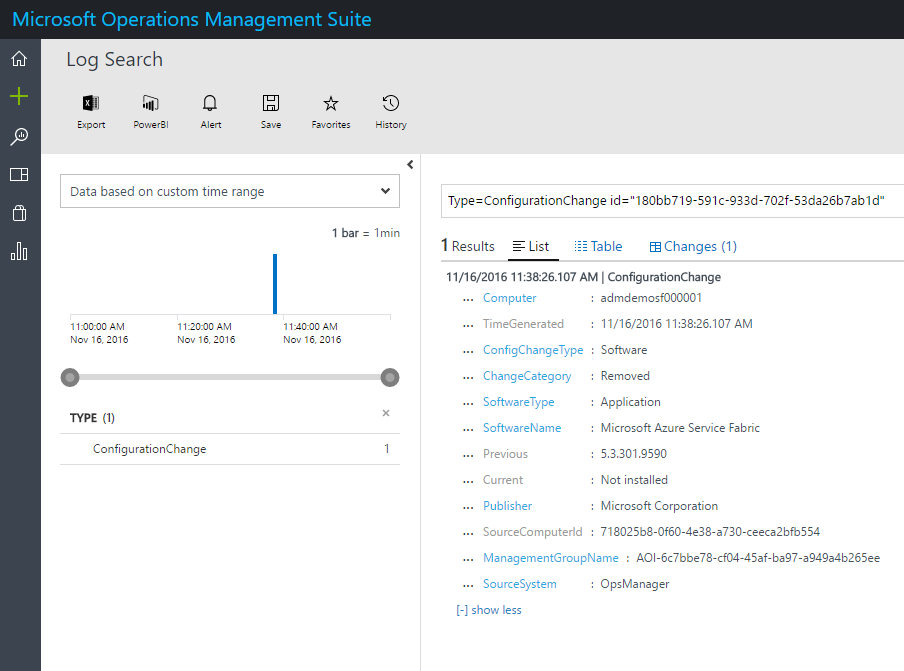 Microsoft Operations Management Suite
Log Search
Export PowerBI Alert Save Favorites History
Data based on custom time range
1 bar = 1min
11:00:00 AM 11:20:00 AM 11:40:00 AM
Nov 16, 2016 Nov 16, 2016 Nov 16, 2016
TYPE (1)
ConfigurationChange 1
Type=ConfigurationChange id="180bb719-591c-933d-702f-53da26b7ab1d"
1 Results List Table Changes (1)
11/16/2016 11:38:26.107 AM | ConfigurationChange
... Computer : admdemosf000001
... TimeGenerated : 11/16/2016 11:38:26.107 AM
... ConfigChangeType : Software
... ChangeCategory : Removed
... SoftwareType : Application
... SoftwareName : Microsoft Azure Service Fabric
... Previous : 5.3.301.9590
... Current : Not installed
... Publisher : Microsoft Corporation
... SourceComputerId : 718025b8-0f60-4e38-a730-ceeca2bfb554
... ManagementGroupName : AOI-6c7bbe78-cf04-45af-ba97-a949a4b265ee
... SourceSystem : OpsManager
[-] show less